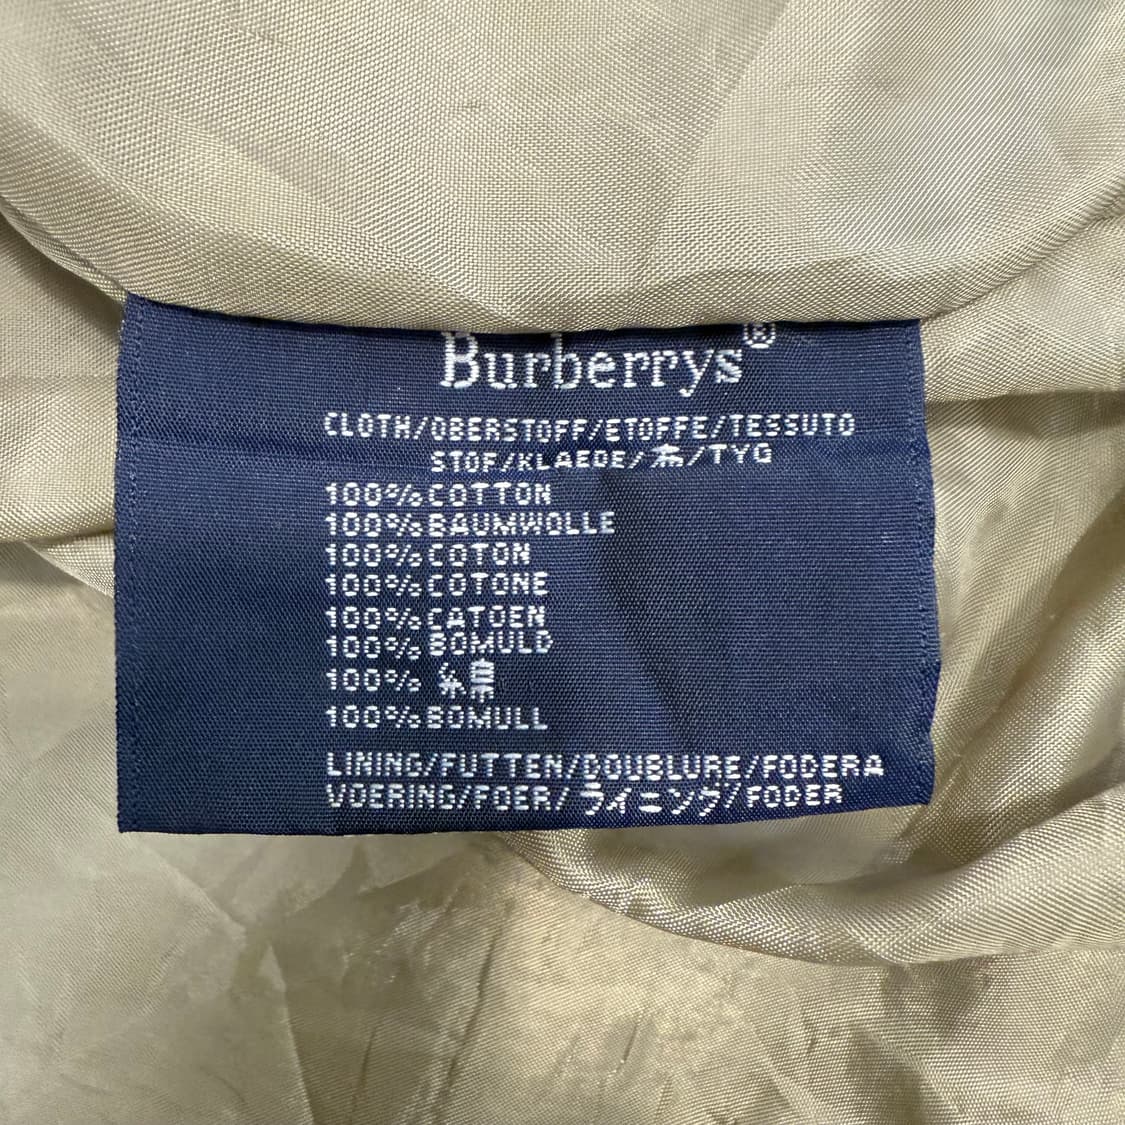 Burberrys®
CLOTH/OBERSTOFF/ETOFFE/TESSUTO
STOF/KLAEDE/布/TYG
100% COTTON
100% BAUMWOLLE
100% COTON
100% COTONE
100% CATOEN
100% BOMULD
100% 綿
100% BOMULL
LINING/FUTTEN/DOUBLURE/FODERA
VOERING/FOER/ライニング/FODER